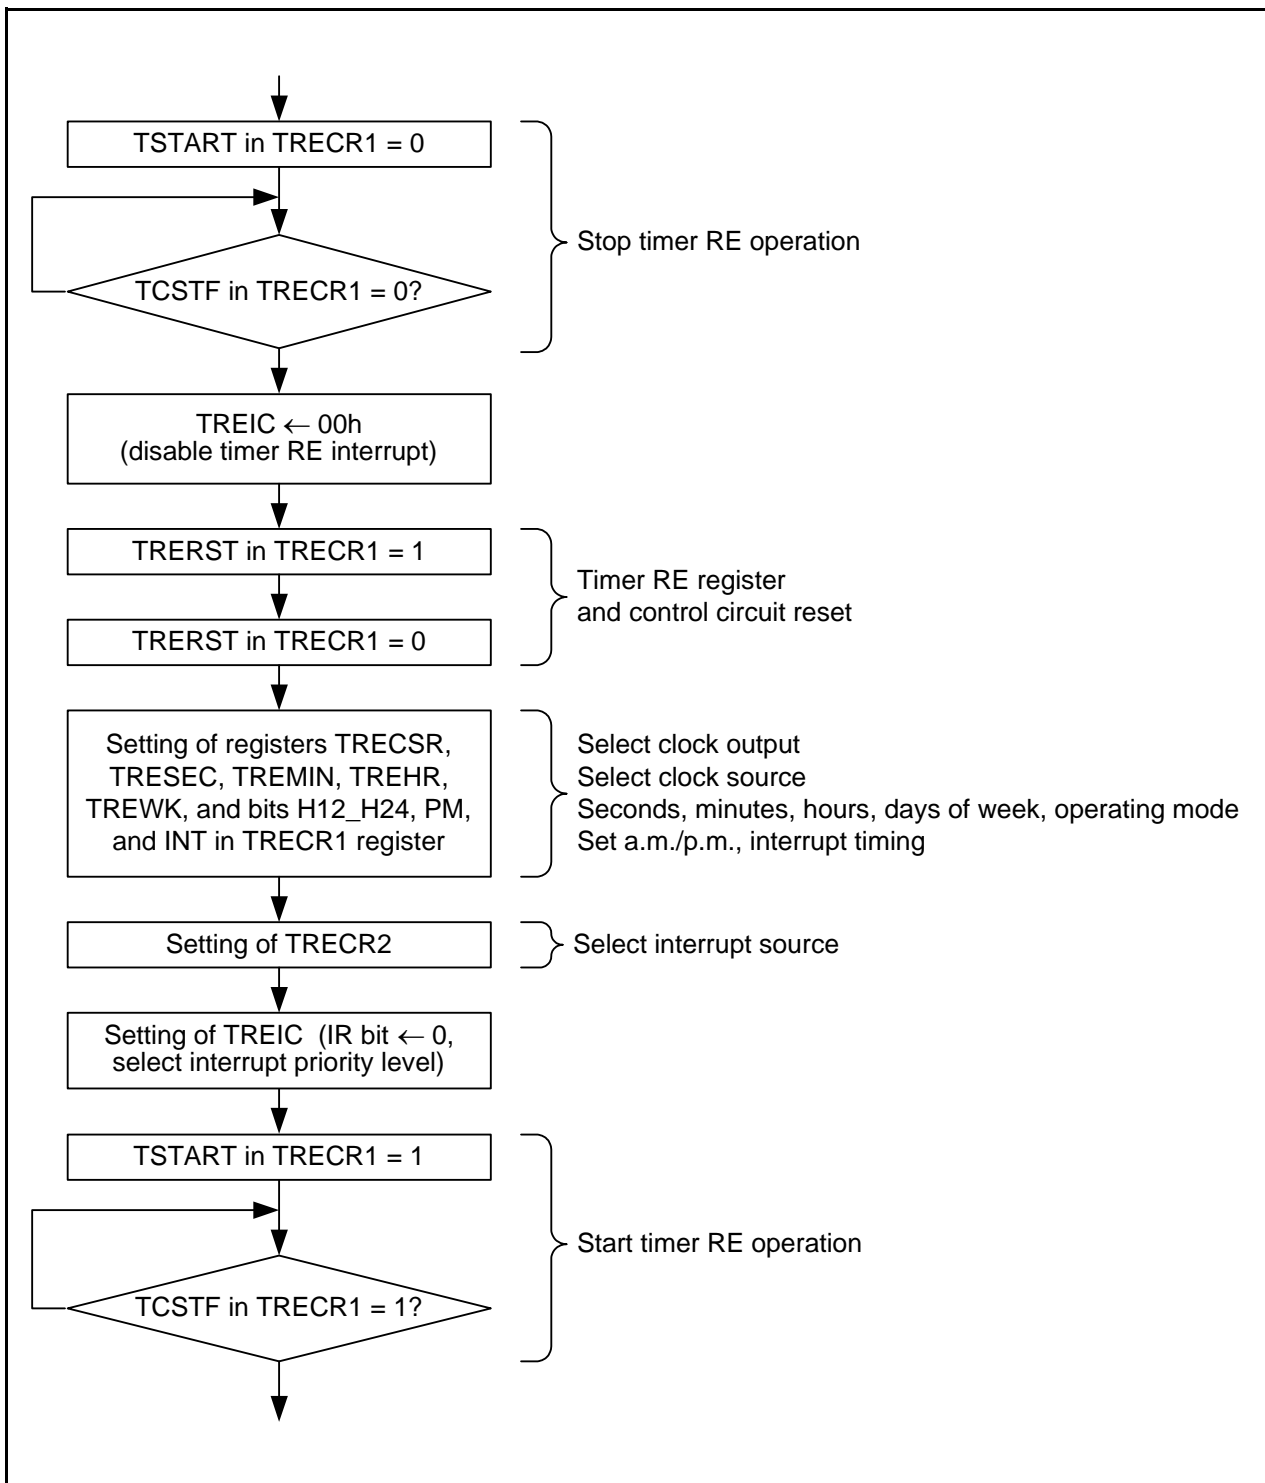 TSTART in TRECR1 = 0
TCSTF in TRECR1 = 0?
Stop timer RE operation
TREIC ← 00h
(disable timer RE interrupt)
TRERST in TRECR1 = 1
TRERST in TRECR1 = 0
Timer RE register
and control circuit reset
Setting of registers TRECSR,
TRESEC, TREMIN, TREHR,
TREWK, and bits H12_H24, PM,
and INT in TRECR1 register
Select clock output
Select clock source
Seconds, minutes, hours, days of week, operating mode
Set a.m./p.m., interrupt timing
Setting of TRECR2
Select interrupt source
Setting of TREIC (IR bit ← 0,
select interrupt priority level)
TSTART in TRECR1 = 1
TCSTF in TRECR1 = 1?
Start timer RE operation